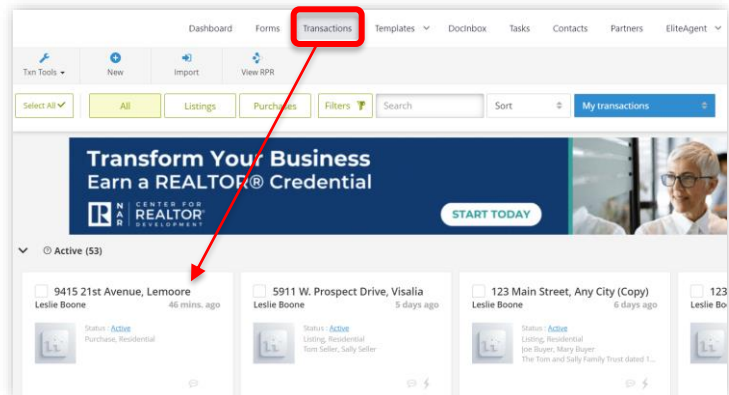 Dashboard Forms Transactions Templates DocInbox Tasks Contacts Partners EliteAgent
Txn Tools New Import View RPR
Select All All Listings Purchases Filters Search Sort My transactions
Transform Your Business
Earn a REALTOR® Credential
NAR CENTER FOR REALTOR® DEVELOPMENT
START TODAY
Active (53)
9415 21st Avenue, Lemoore
Leslie Boone 46 mins. ago
Status : Active
Purchase, Residential
5911 W. Prospect Drive, Visalia
Leslie Boone 5 days ago
Status : Active
Listing, Residential
Tom Seller, Sally Seller
123 Main Street, Any City (Copy)
Leslie Boone 6 days ago
Status : Active
Listing, Residential
Joe Buyer, Mary Buyer
The Tom and Sally Family Trust dated 1...
123
Leslie Bo